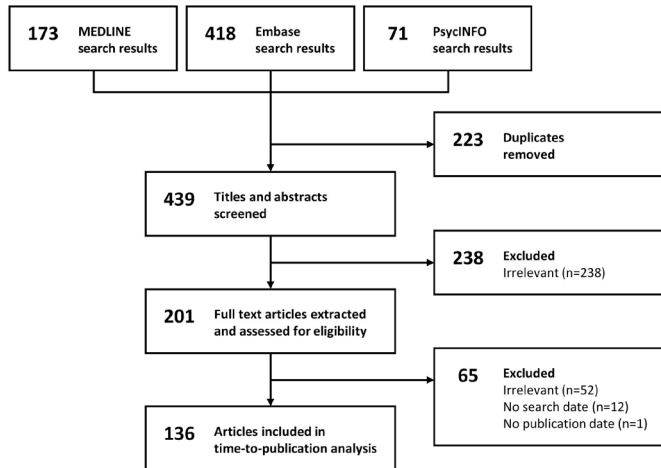 173 MEDLINE
search results
418 Embase
search results
71 PsycINFO
search results
223 Duplicates
removed
439 Titles and abstracts
screened
238 Excluded
Irrelevant (n=238)
201 Full text articles extracted
and assessed for eligibility
65 Excluded
Irrelevant (n=52)
No search date (n=12)
No publication date (n=1)
136 Articles included in
time-to-publication analysis